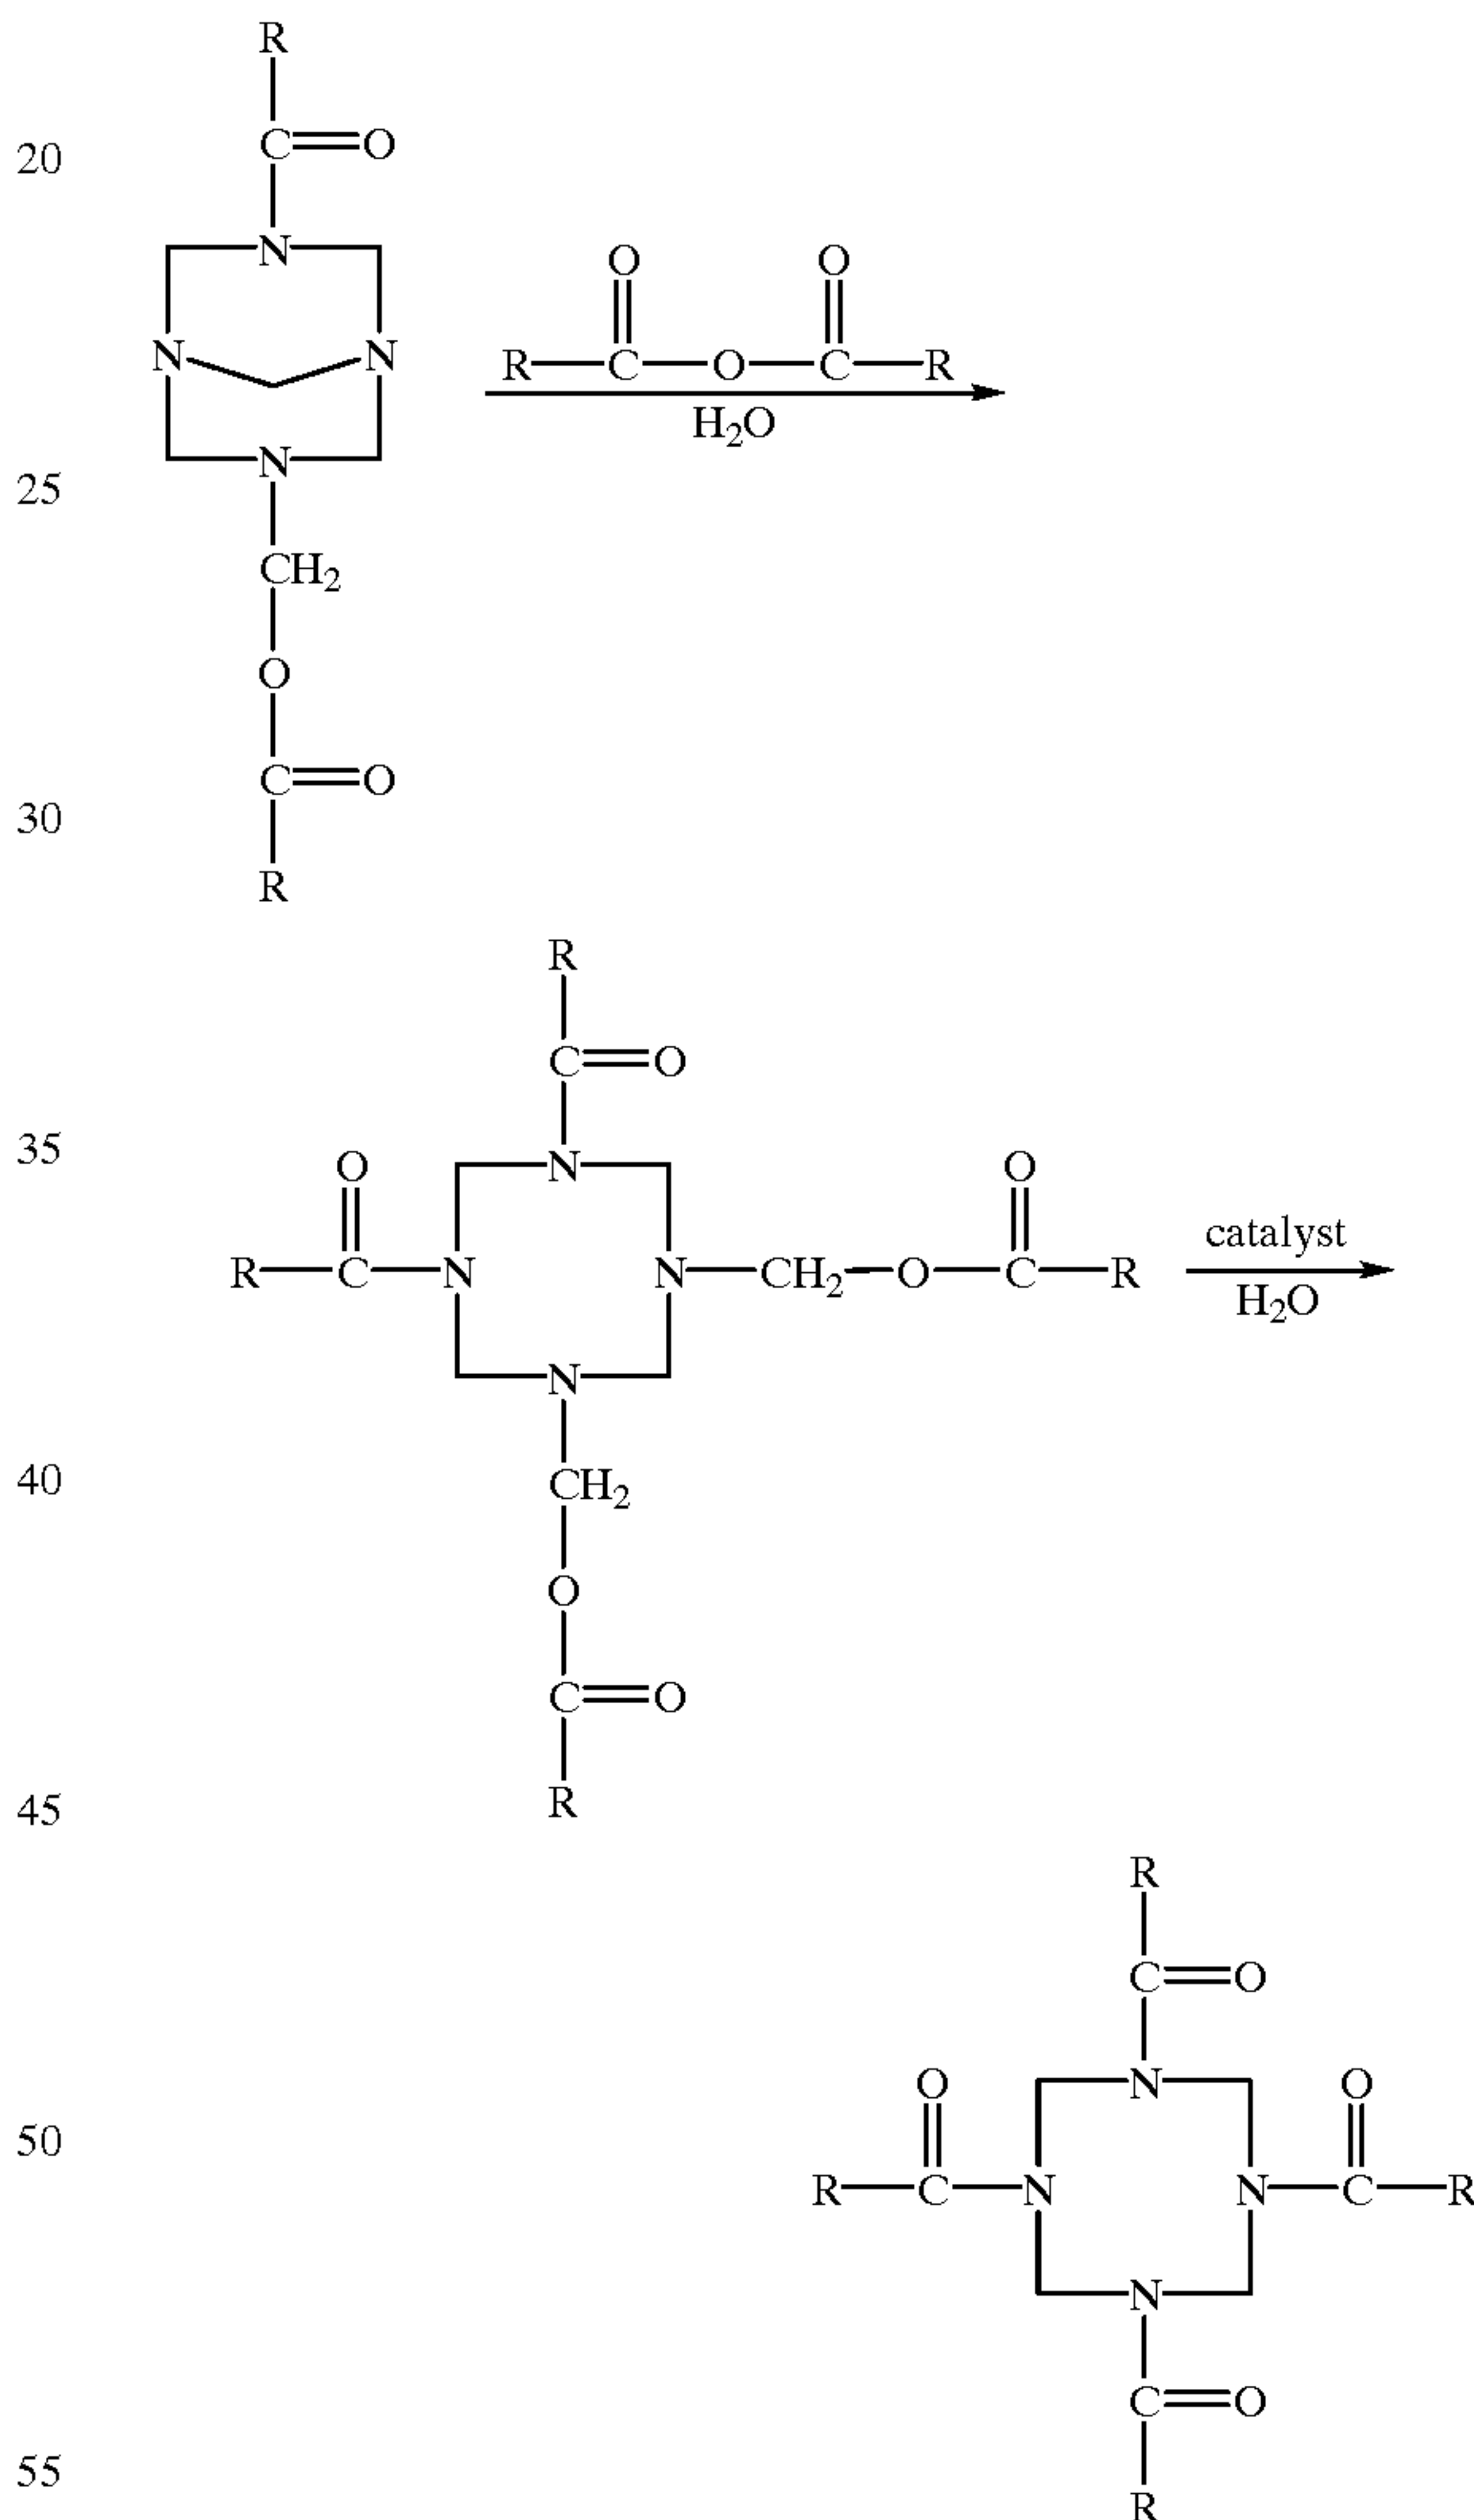 R
20 C=O
N
O O
N N R—C—O—C—R
H₂O
25 N
CH₂
O
C=O
30
R
R
C=O
35 O N O
catalyst
R—C—N N—CH₂—O—C—R
H₂O
N
40 CH₂
O
C=O
45 R
R
C=O
50 O N O
R—C—N N—C—R
N
C=O
55
R